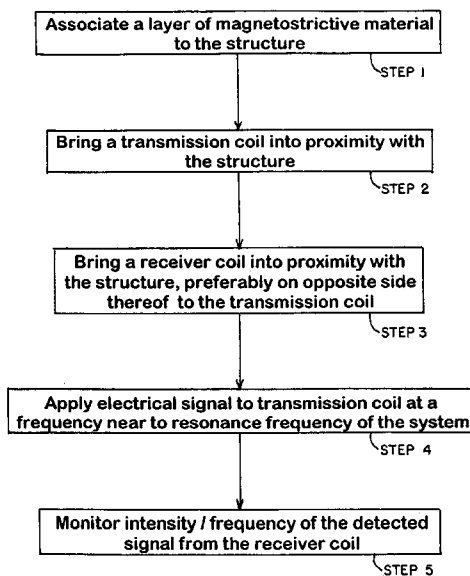 Associate a layer of magnetostrictive material
to the structure
STEP 1
Bring a transmission coil into proximity with
the structure
STEP 2
Bring a receiver coil into proximity with
the structure, preferably on opposite side
thereof to the transmission coil
STEP 3
Apply electrical signal to transmission coil at a
frequency near to resonance frequency of the system
STEP 4
Monitor intensity / frequency of the detected
signal from the receiver coil
STEP 5